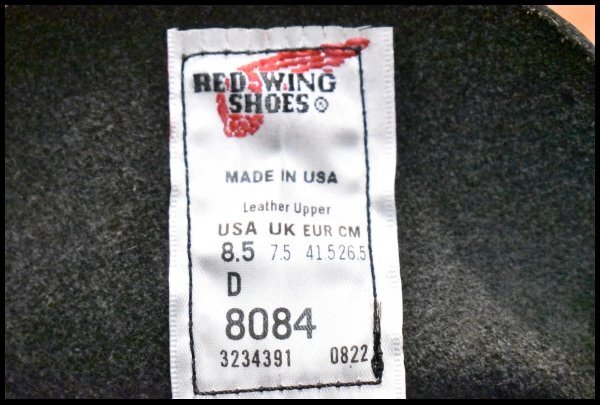 RED WING
SHOES ®
MADE IN USA
Leather Upper
USA UK EUR CM
8.5 7.5 41.5 26.5
D
8084
3234391 0822